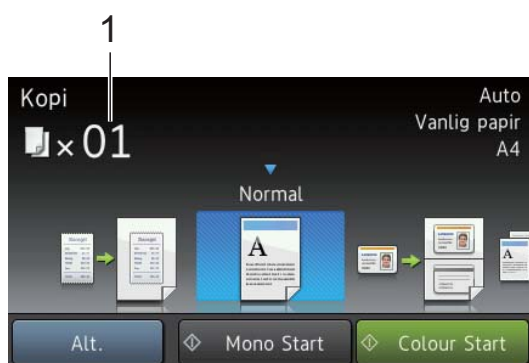 1
Kopi
Auto
Vanlig papir
A4
× 01
Normal
A
A
Alt.
Mono Start
Colour Start